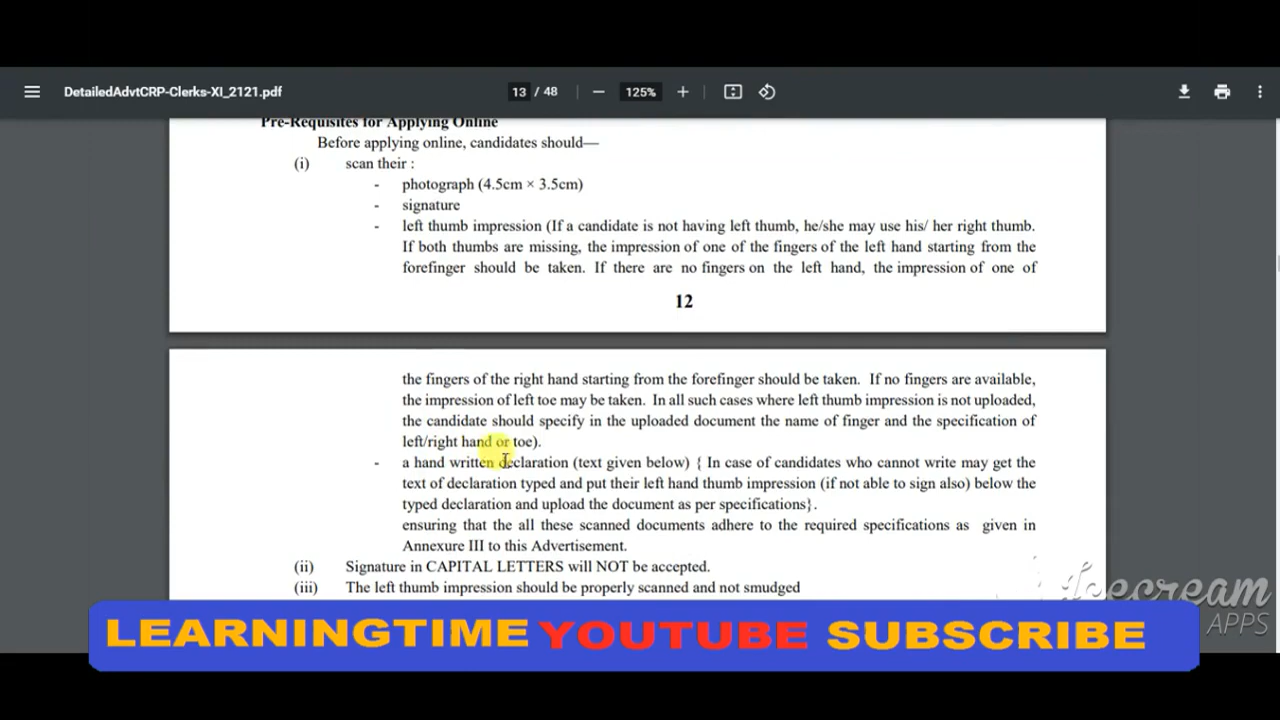 DetailedAdvtCRP-Clerks-XI_2121.pdf
13 / 48
125%
Pre-Requisites for Applying Online
Before applying online, candidates should—
(i) scan their :
- photograph (4.5cm × 3.5cm)
- signature
- left thumb impression (If a candidate is not having left thumb, he/she may use his/ her right thumb.
If both thumbs are missing, the impression of one of the fingers of the left hand starting from the
forefinger should be taken. If there are no fingers on the left hand, the impression of one of
12
the fingers of the right hand starting from the forefinger should be taken. If no fingers are available,
the impression of left toe may be taken. In all such cases where left thumb impression is not uploaded,
the candidate should specify in the uploaded document the name of finger and the specification of
left/right hand or toe).
- a hand written declaration (text given below) { In case of candidates who cannot write may get the
text of declaration typed and put their left hand thumb impression (if not able to sign also) below the
typed declaration and upload the document as per specifications}.
ensuring that the all these scanned documents adhere to the required specifications as given in
Annexure III to this Advertisement.
(ii) Signature in CAPITAL LETTERS will NOT be accepted.
(iii) The left thumb impression should be properly scanned and not smudged
Icecream
APPS
LEARNINGTIME YOUTUBE SUBSCRIBE